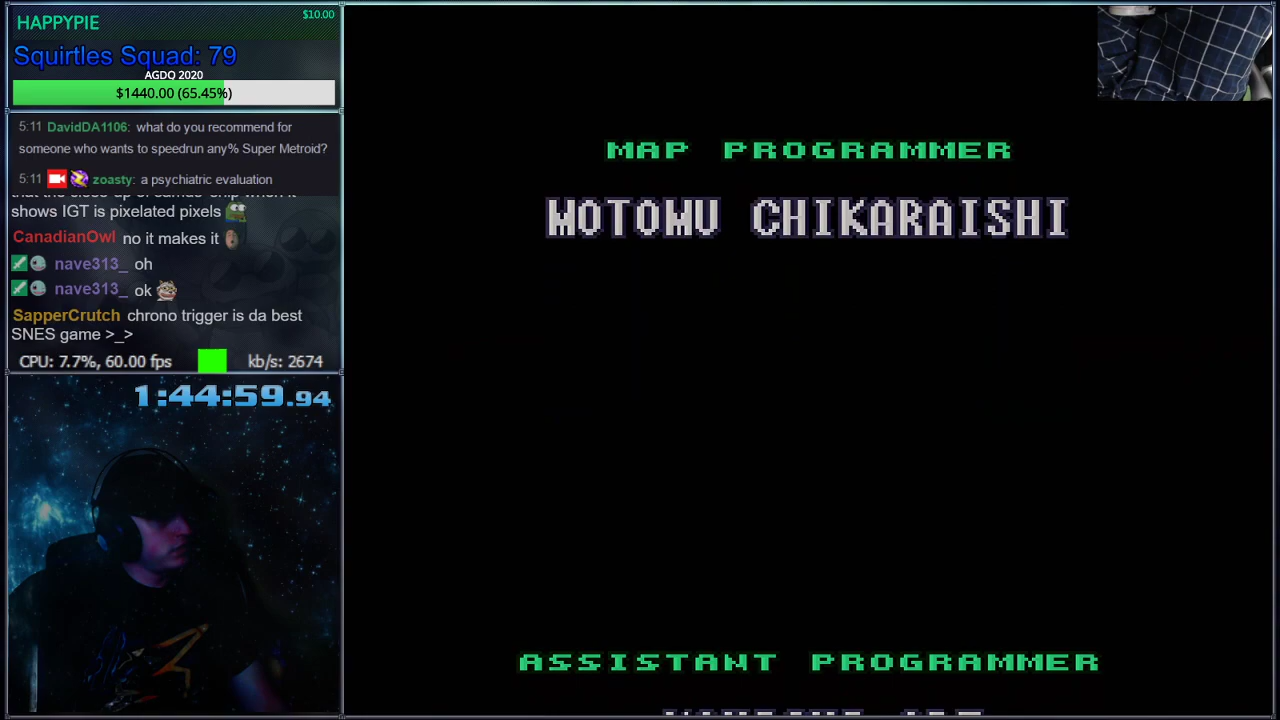 HAPPYPIE
$10.00
Squirtles Squad: 79
AGDQ 2020
$1440.00 (65.45%)
5:11 DavidDA1106: what do you recommend for
someone who wants to speedrun any% Super Metroid?
5:11 zoasty: a psychiatric evaluation
shows IGT is pixelated pixels
CanadianOwl no it makes it
nave313_ oh
nave313_ ok
SapperCrutch chrono trigger is da best
SNES game >_>
CPU: 7.7%, 60.00 fps
kb/s: 2674
1:44:59.94
MAP PROGRAMMER
MOTOMU CHIKARAISHI
ASSISTANT PROGRAMMER